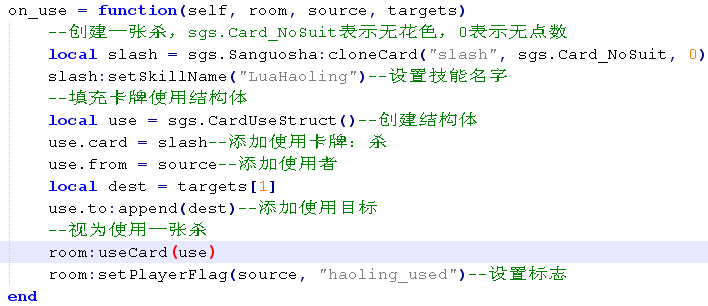 on_use = function(self, room, source, targets)
--创建一张杀，sgs.Card_NoSuit表示无花色，0表示无点数
local slash = sgs.Sanguosha:cloneCard("slash", sgs.Card_NoSuit, 0)
slash:setSkillName("LuaHaoling")--设置技能名字
--填充卡牌使用结构体
local use = sgs.CardUseStruct()--创建结构体
use.card = slash--添加使用卡牌：杀
use.from = source--添加使用者
local dest = targets[1]
use.to:append(dest)--添加使用目标
--视为使用一张杀
room:useCard(use)
room:setPlayerFlag(source, "haoling_used")--设置标志
end